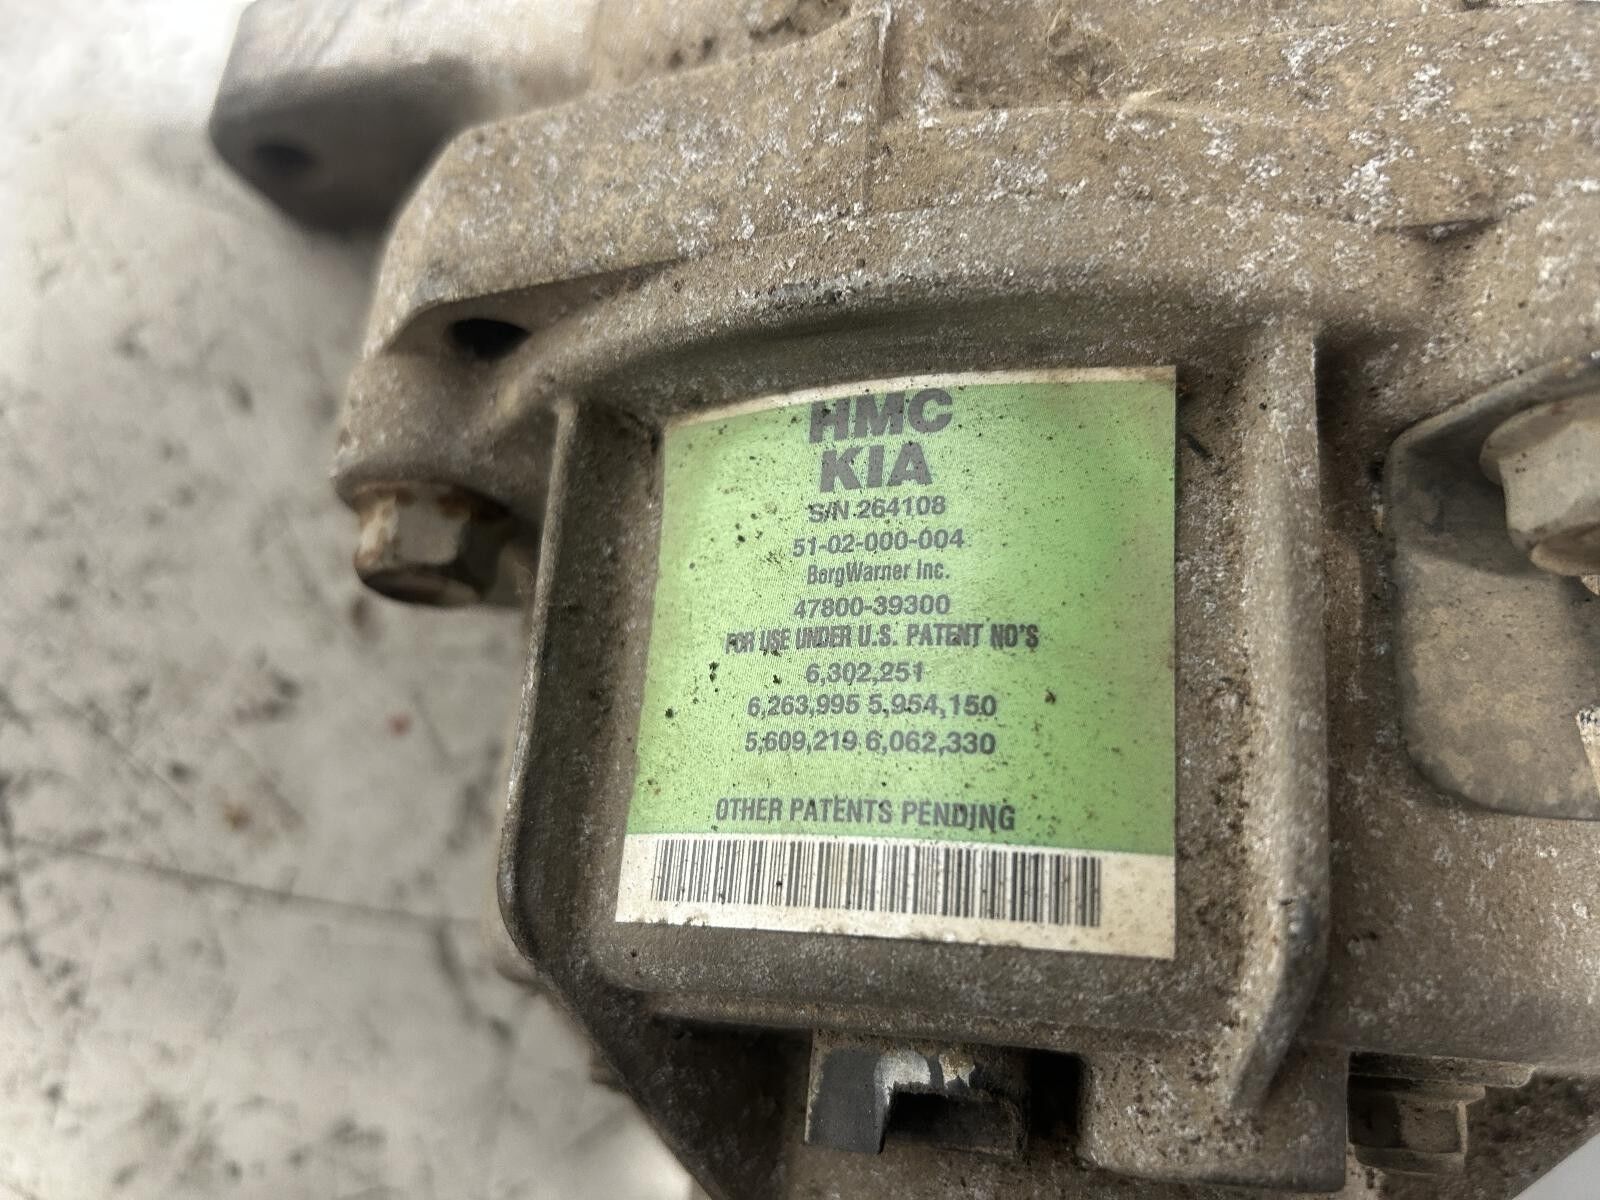 HMC
KIA
S/N 264108
51-02-000-004
BorgWarner Inc.
47800-39300
FOR USE UNDER U.S. PATENT NO'S
6,302,251
6,263,995 5,954,150
5,609,219 6,062,330
OTHER PATENTS PENDING